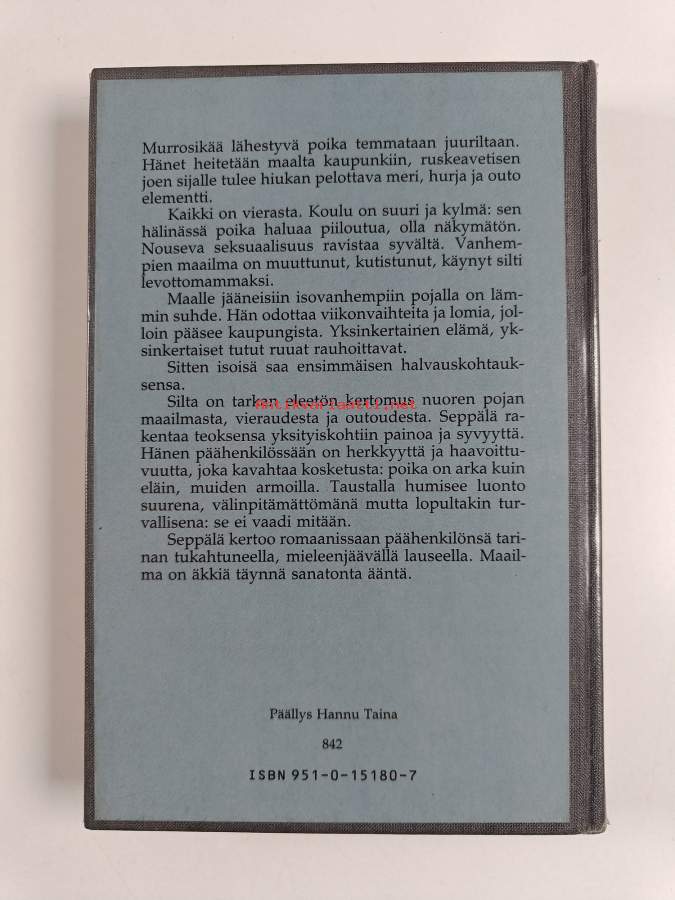 Murrosikää lähestyvä poika temmataan juuriltaan.
Hänet heitetään maalta kaupunkiin, ruskeavetisen
joen sijalle tulee hiukan pelottava meri, hurja ja outo
elementti.
Kaikki on vierasta. Koulu on suuri ja kylmä: sen
hälinässä poika haluaa piiloutua, olla näkymätön.
Nouseva seksuaalisuus ravistaa syvältä. Vanhem-
pien maailma on muuttunut, kutistunut, käynyt silti
levottomammaksi.
Maalle jääneisiin isovanhempiin pojalla on läm-
min suhde. Hän odottaa viikonvaihteita ja lomia, jol-
loin pääsee kaupungista. Yksinkertainen elämä, yk-
sinkertaiset tutut ruuat rauhoittavat.
Sitten isoisä saa ensimmäisen halvauskohtauk-
sensa.
Silta on tarkan eleetön kertomus nuoren pojan
antikvariaatti.net
maailmasta, vieraudesta ja outoudesta. Seppälä ra-
kentaa teoksensa yksityiskohtiin painoa ja syvyyttä.
Hänen päähenkilössään on herkkyyttä ja haavoittu-
vuutta, joka kavahtaa kosketusta: poika on arka kuin
eläin, muiden armoilla. Taustalla humisee luonto
suurena, välinpitämättömänä mutta lopultakin tur-
vallisena: se ei vaadi mitään.
Seppälä kertoo romaanissaan päähenkilönsä tari-
nan tukahtuneella, mieleenjäävällä lauseella. Maail-
ma on äkkiä täynnä sanatonta ääntä.
Päällys Hannu Taina
842
ISBN 951-0-15180-7